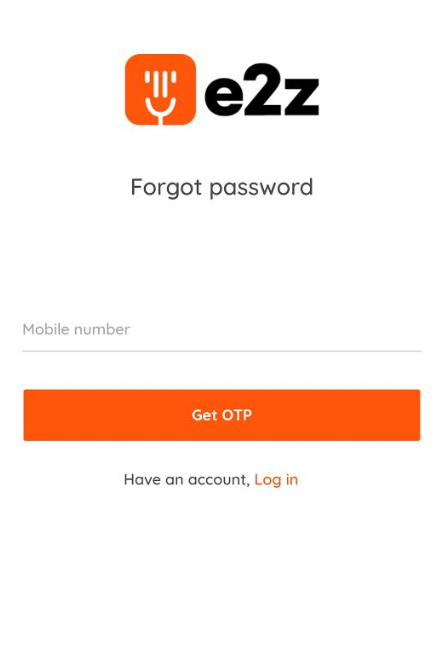 e2z
Forgot password
Mobile number
Get OTP
Have an account, Log in